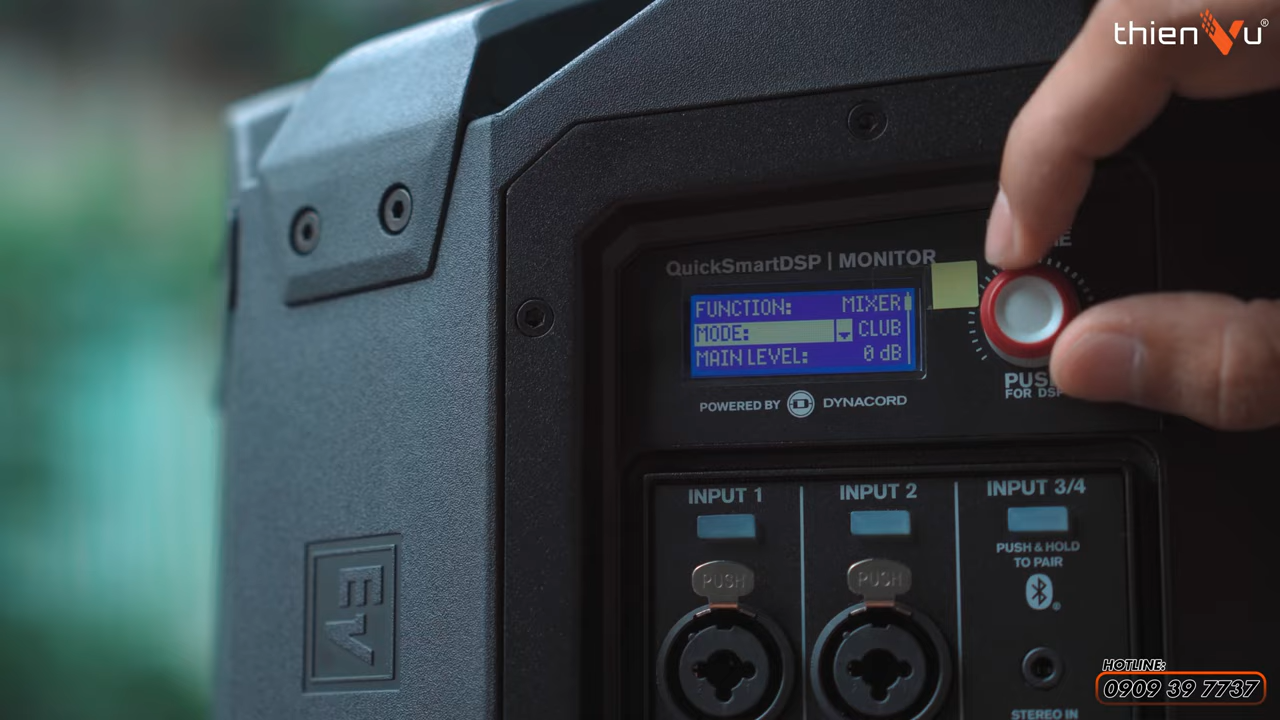 thienVu®
QuickSmartDSP | MONITOR
FUNCTION: MIXER
MODE: CLUB
MAIN LEVEL: 0 dB
POWERED BY DYNACORD
FOR DSP
INPUT 1
INPUT 2
INPUT 3/4
PUSH & HOLD
TO PAIR
PUSH
PUSH
EV
STEREO IN
HOTLINE:
0909 39 7737